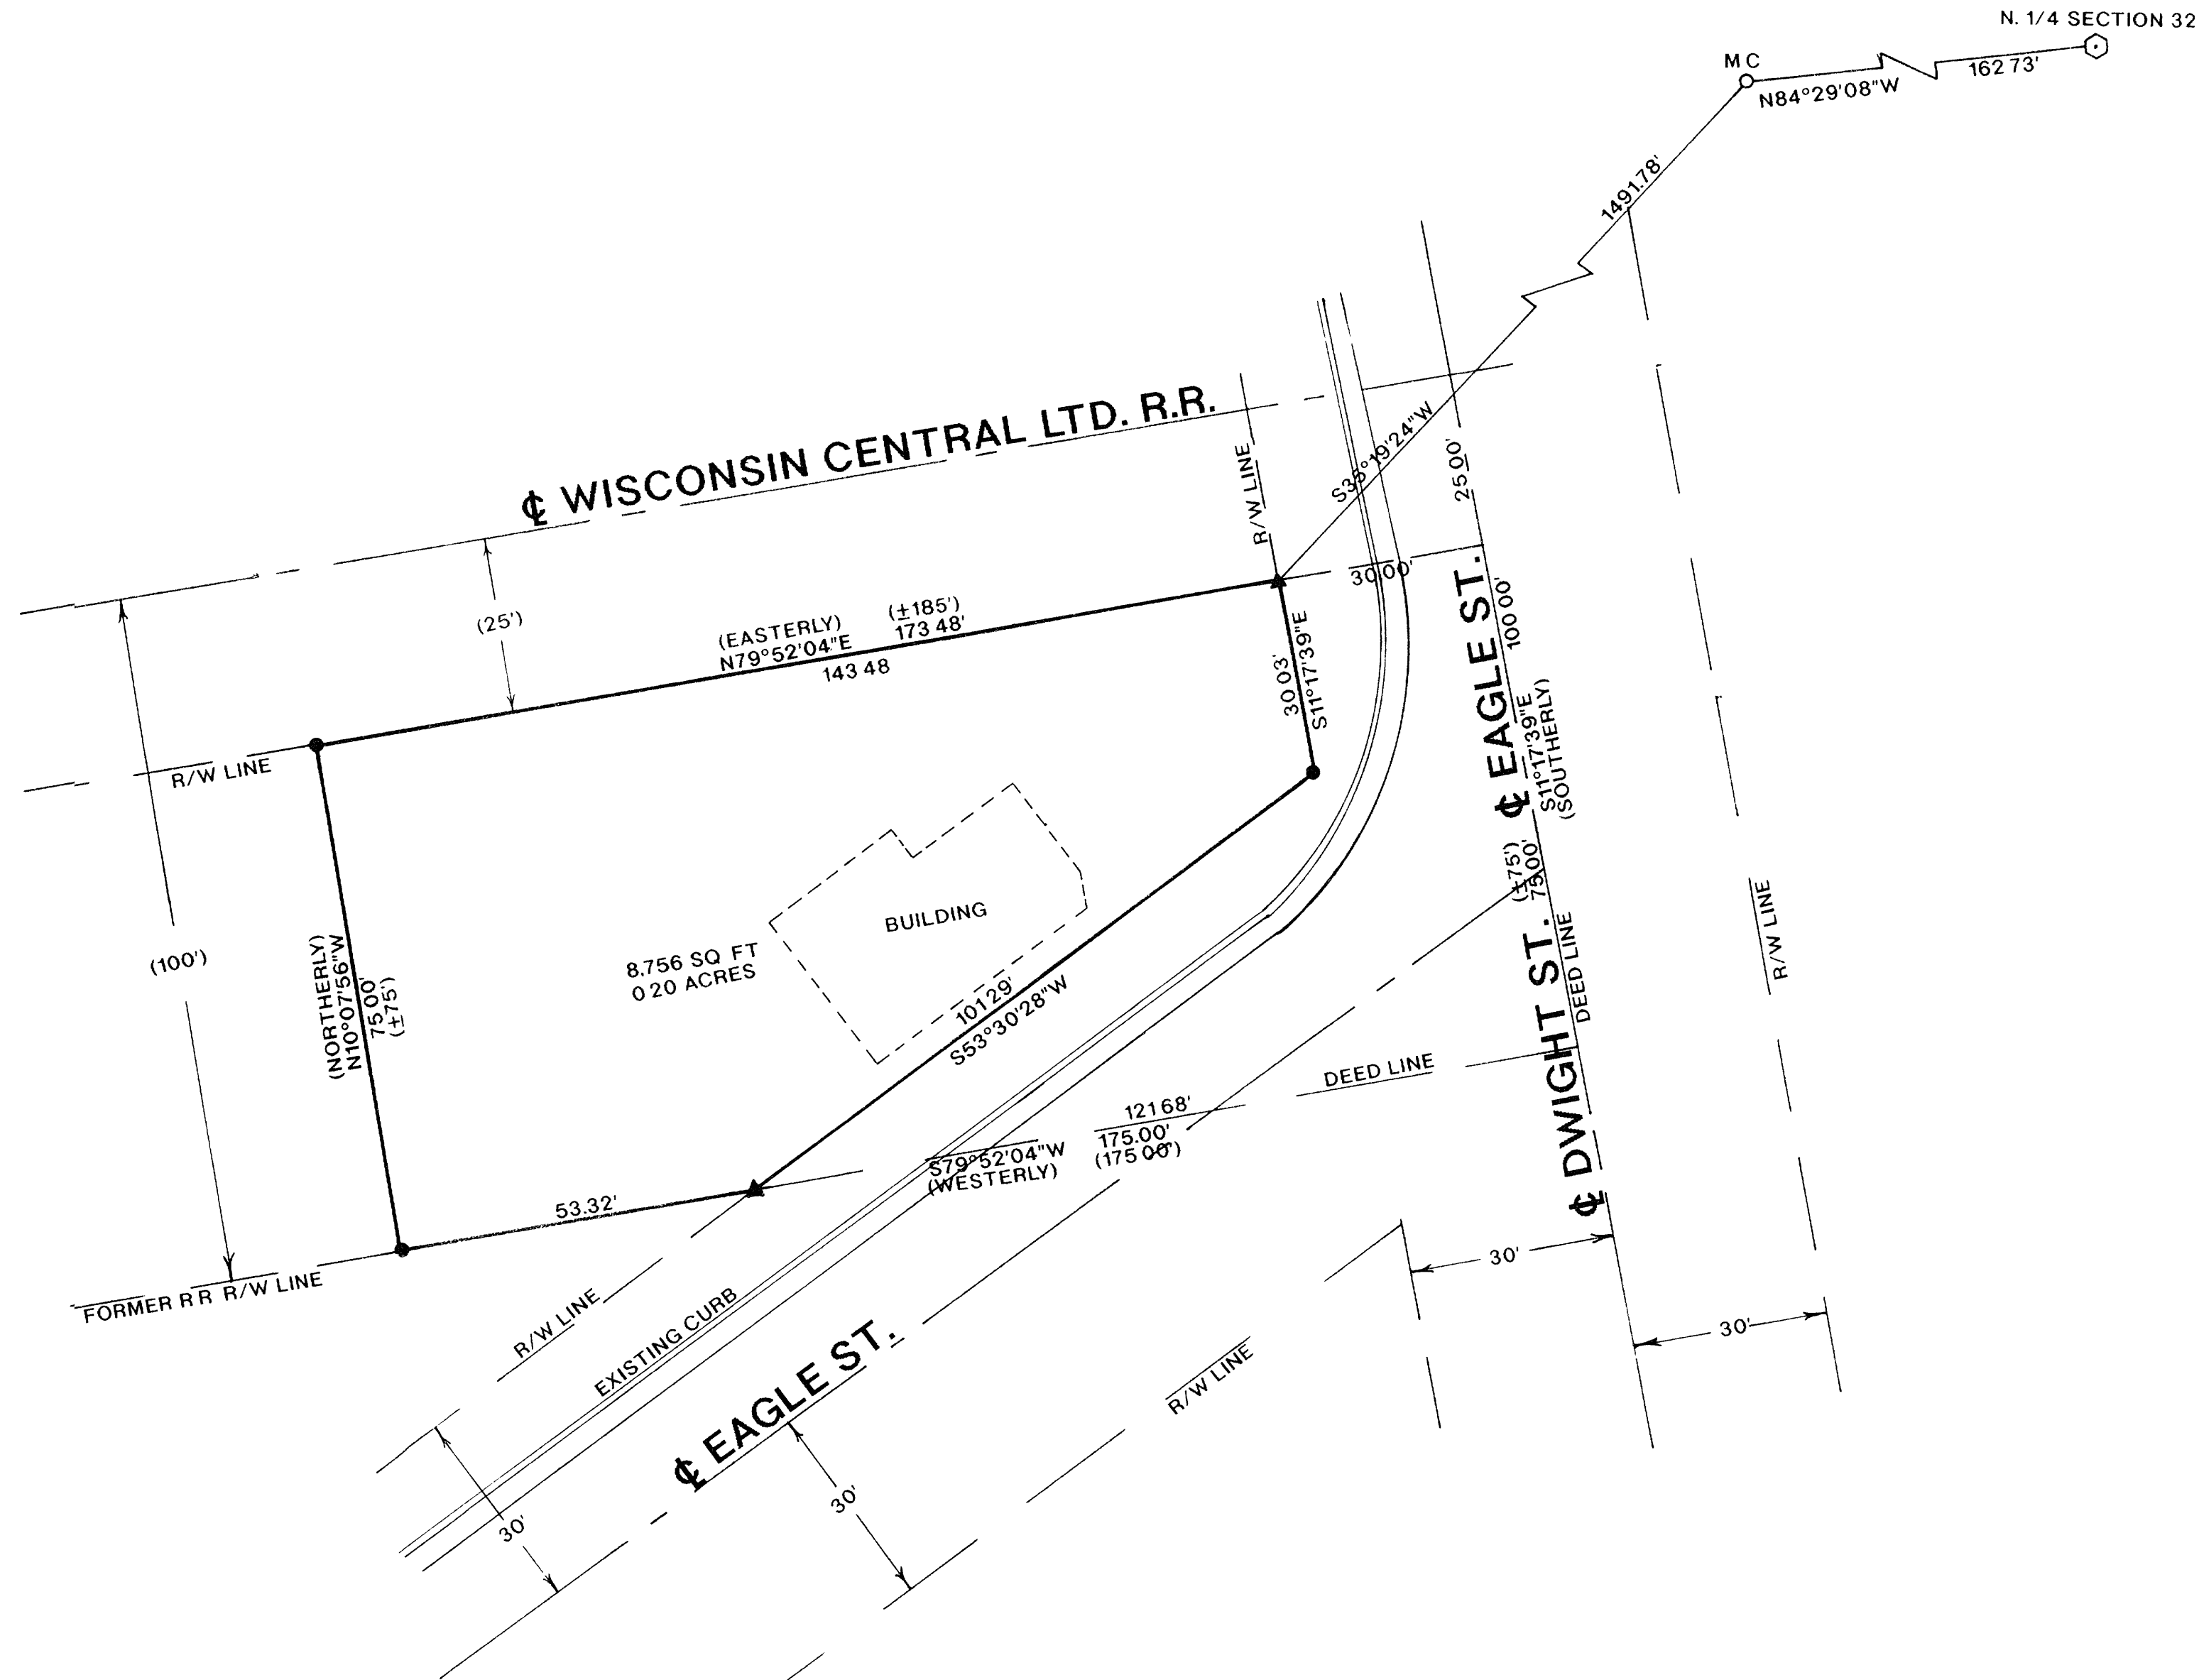 N. 1/4 SECTION 32
M C
162 73'
N84°29'08"W
1491.78'
S35°19'24"W
℄ WISCONSIN CENTRAL LTD. R.R.
R/W LINE
25 00'
30.00'
(25')
(EASTERLY)
(±185')
N79°52'04"E
173 48'
143 48
30 03'
S11°17'39"E
℄ EAGLE ST.
100 00'
S11°17'39"E
(SOUTHERLY)
R/W LINE
(±75')
75.00'
(100')
(NORTHERLY)
N10°07'56"W
75 00'
(±75')
BUILDING
8,756 SQ FT
0 20 ACRES
101 29'
S53°30'28"W
℄ DWIGHT ST.
DEED LINE
R/W LINE
DEED LINE
121 68'
S79°52'04"W
175.00'
(WESTERLY)
(175 00')
53.32'
FORMER R R R/W LINE
R/W LINE
EXISTING CURB
℄ EAGLE ST.
R/W LINE
30'
30'
30'
30'